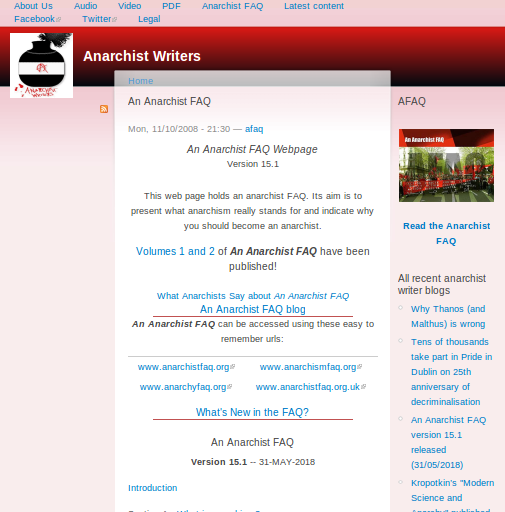 About Us Audio Video PDF Anarchist FAQ Latest content
Facebook Twitter Legal
Anarchist Writers
Home
An Anarchist FAQ
Mon, 11/10/2008 - 21:30 — afaq
An Anarchist FAQ Webpage
Version 15.1
This web page holds an anarchist FAQ. Its aim is to
present what anarchism really stands for and indicate why
you should become an anarchist.
Volumes 1 and 2 of An Anarchist FAQ have been
published!
What Anarchists Say about An Anarchist FAQ
An Anarchist FAQ blog
An Anarchist FAQ can be accessed using these easy to
remember urls:
www.anarchistfaq.org www.anarchismfaq.org
www.anarchyfaq.org www.anarchistfaq.org.uk
What's New in the FAQ?
An Anarchist FAQ
Version 15.1 -- 31-MAY-2018
Introduction
AFAQ
An Anarchist FAQ
Read the Anarchist
FAQ
All recent anarchist
writer blogs
Why Thanos (and
Malthus) is wrong
Tens of thousands
take part in Pride in
Dublin on 25th
anniversary of
decriminalisation
An Anarchist FAQ
version 15.1
released
(31/05/2018)
Kropotkin's "Modern
Science and